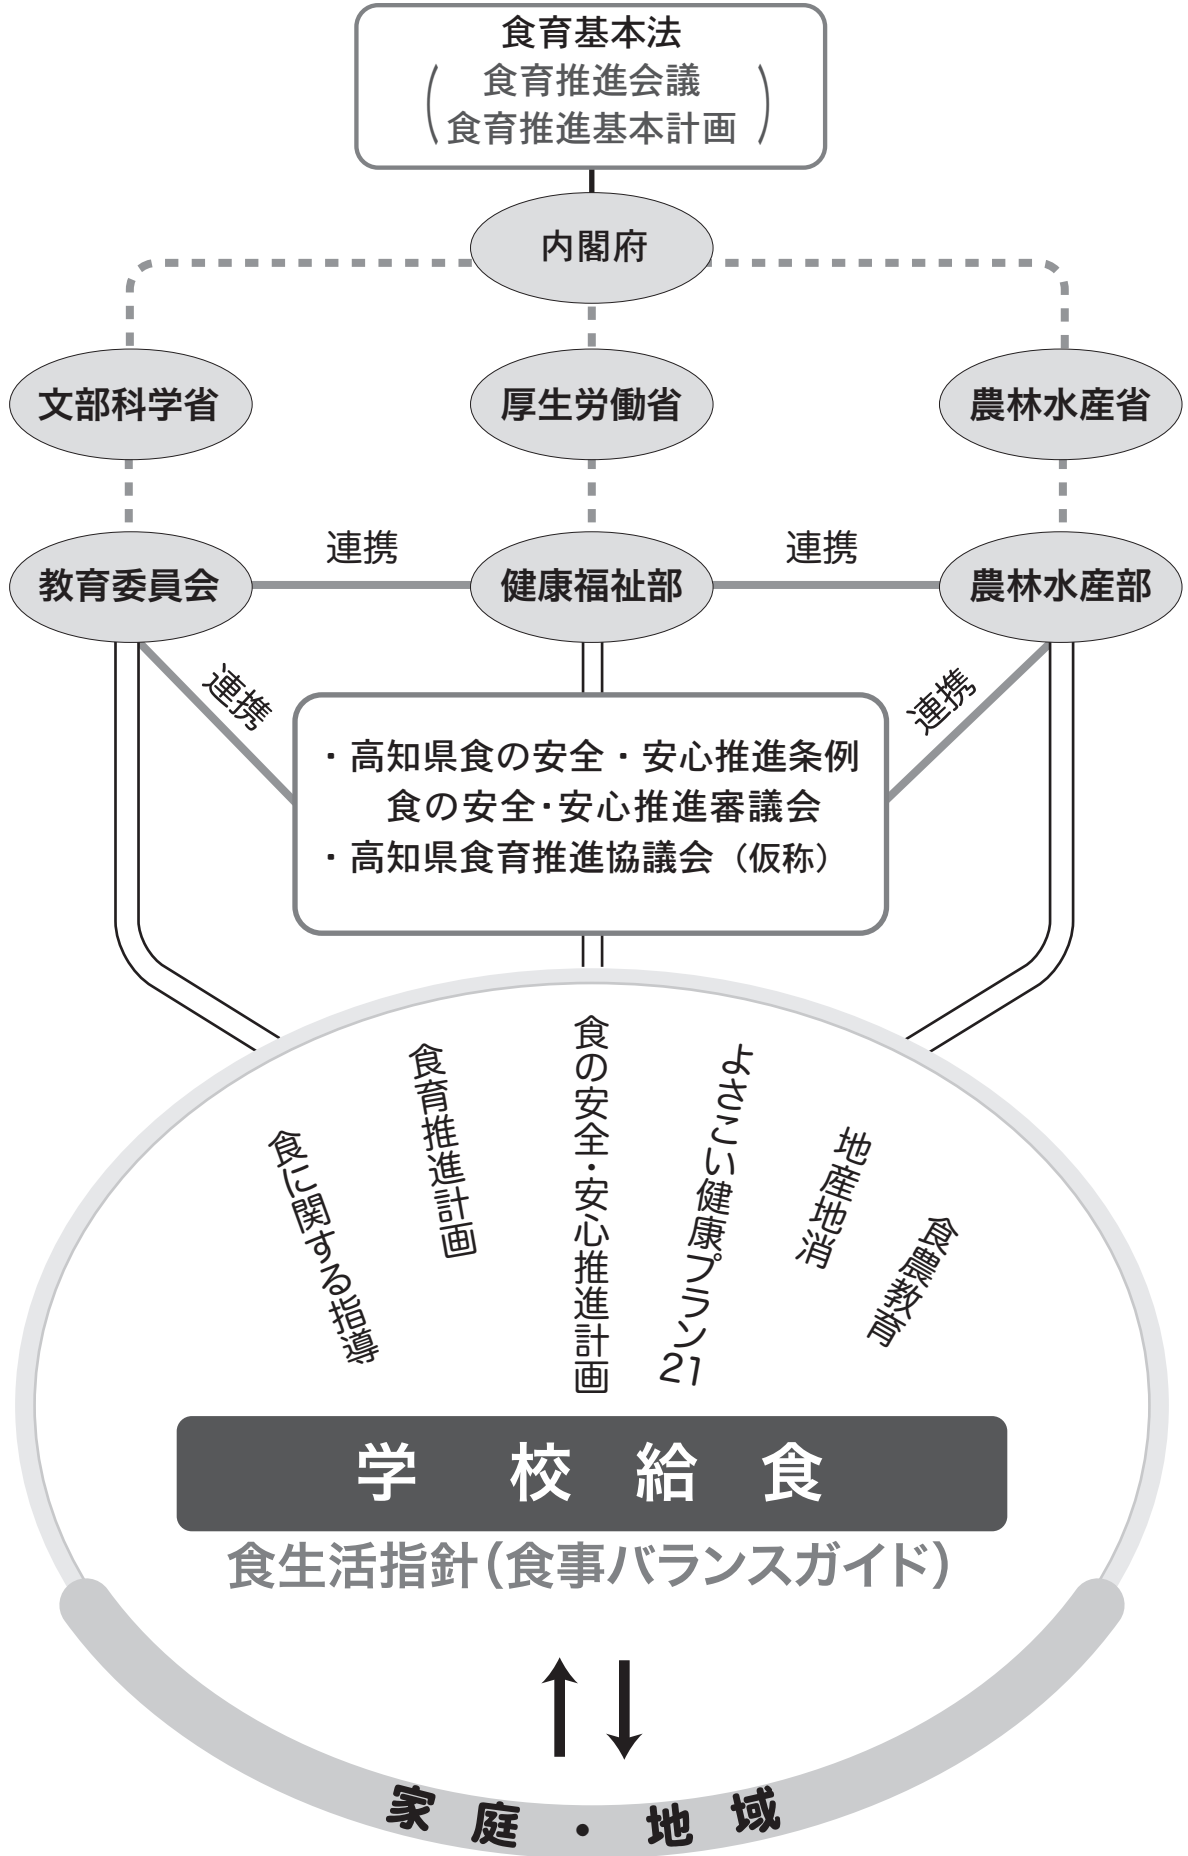 食育基本法
食育推進会議
食育推進基本計画
内閣府
文部科学省
厚生労働省
農林水産省
教育委員会
連携
健康福祉部
連携
農林水産部
連携
連携
・高知県食の安全・安心推進条例
食の安全・安心推進審議会
・高知県食育推進協議会（仮称）
食に関する指導
食育推進計画
食の安全・安心推進計画
よさこい健康プラン21
地産地消
食農教育
学校給食
食生活指針（食事バランスガイド）
家庭・地域